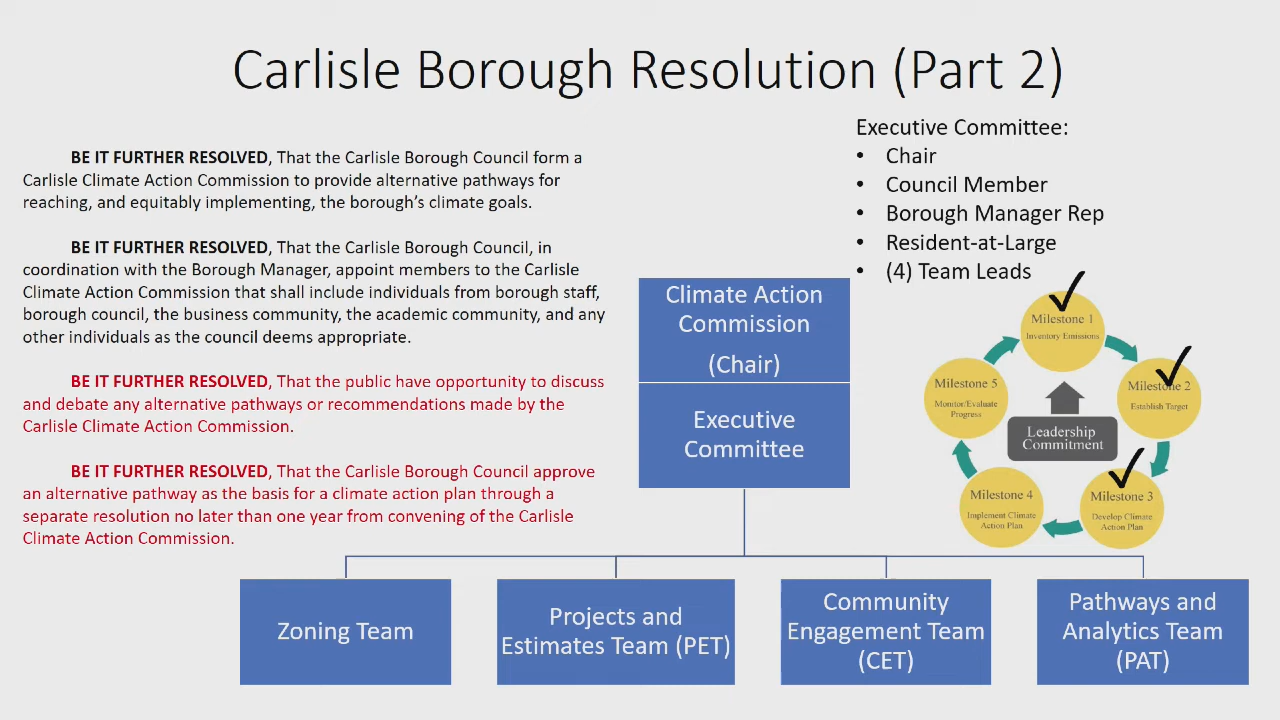 Carlisle Borough Resolution (Part 2)
BE IT FURTHER RESOLVED, That the Carlisle Borough Council form a
Carlisle Climate Action Commission to provide alternative pathways for
reaching, and equitably implementing, the borough's climate goals.
BE IT FURTHER RESOLVED, That the Carlisle Borough Council, in
coordination with the Borough Manager, appoint members to the Carlisle
Climate Action Commission that shall include individuals from borough staff,
borough council, the business community, the academic community, and any
other individuals as the council deems appropriate.
BE IT FURTHER RESOLVED, That the public have opportunity to discuss
and debate any alternative pathways or recommendations made by the
Carlisle Climate Action Commission.
BE IT FURTHER RESOLVED, That the Carlisle Borough Council approve
an alternative pathway as the basis for a climate action plan through a
separate resolution no later than one year from convening of the Carlisle
Climate Action Commission.
Executive Committee:
• Chair
• Council Member
• Borough Manager Rep
• Resident-at-Large
• (4) Team Leads
Climate Action
Commission
(Chair)
Executive
Committee
Milestone 1
Inventory Emissions
Milestone 2
Establish Target
Milestone 3
Develop Climate
Action Plan
Milestone 4
Implement Climate
Action Plan
Milestone 5
Monitor/Evaluate
Progress
Leadership
Commitment
Zoning Team
Projects and
Estimates Team (PET)
Community
Engagement Team
(CET)
Pathways and
Analytics Team
(PAT)